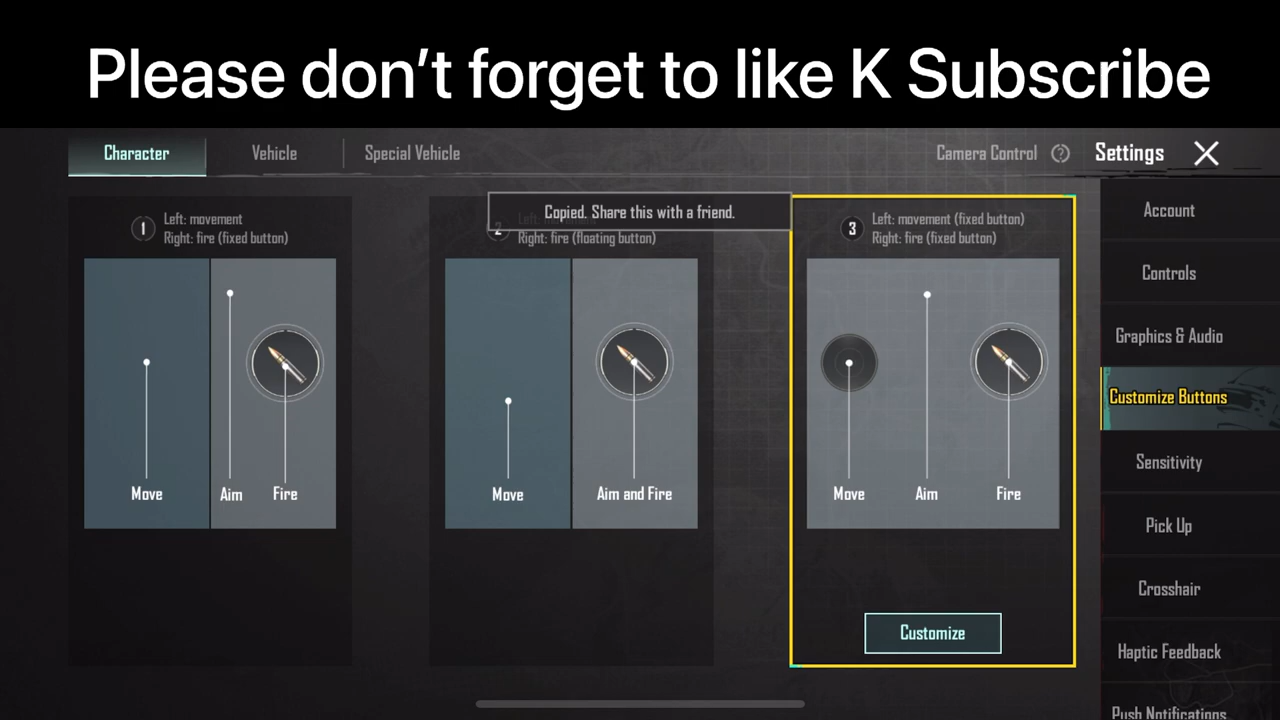 Please don't forget to like K Subscribe
Character
Vehicle
Special Vehicle
Camera Control
?
Settings
Copied. Share this with a friend.
1
Left: movement
Right: fire (fixed button)
2
Right: fire (floating button)
3
Left: movement (fixed button)
Right: fire (fixed button)
Move
Aim
Fire
Move
Aim and Fire
Move
Aim
Fire
Customize
Account
Controls
Graphics & Audio
Customize Buttons
Sensitivity
Pick Up
Crosshair
Haptic Feedback
Push Notifications